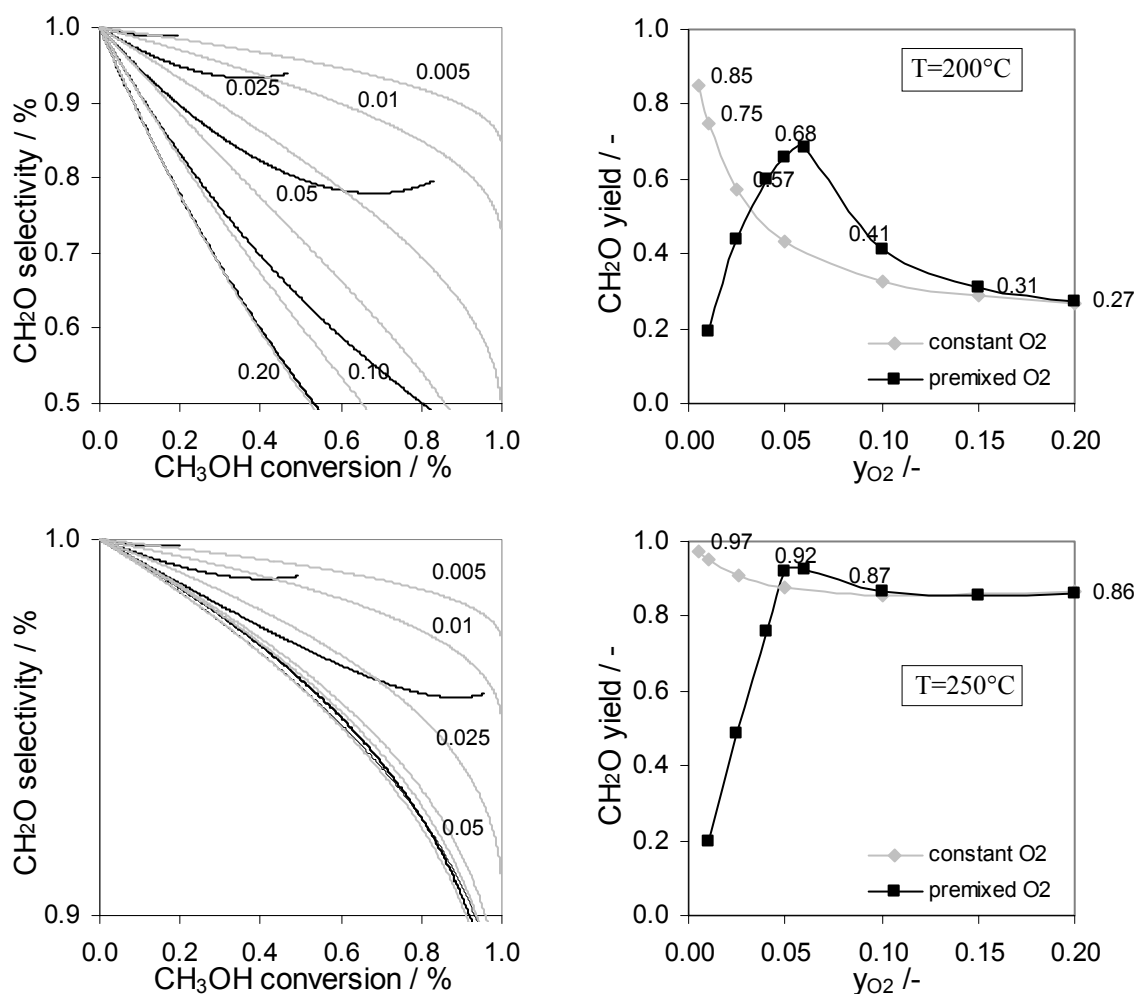 1.0
0.9
0.8
0.7
0.6
0.5
CH2O selectivity / %
0.005
0.025
0.01
0.05
0.20
0.10
0.0 0.2 0.4 0.6 0.8 1.0
CH3OH conversion / %
1.0
0.8
0.6
0.4
0.2
0.0
CH2O yield / -
T=200°C
0.85
0.75
0.68
0.57
0.41
0.31
0.27
constant O2
premixed O2
0.00 0.05 0.10 0.15 0.20
yO2 /-
1.0
0.9
CH2O selectivity / %
0.005
0.01
0.025
0.05
0.0 0.2 0.4 0.6 0.8 1.0
CH3OH conversion / %
1.0
0.8
0.6
0.4
0.2
0.0
CH2O yield / -
0.97
0.92
0.87
0.86
T=250°C
constant O2
premixed O2
0.00 0.05 0.10 0.15 0.20
yO2 /-